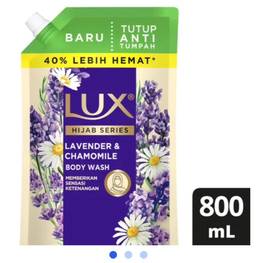 BARU
TUTUP
ANTI
TUMPAH
40% LEBIH HEMAT*
LUX
HIJAB SERIES
LAVENDER &
CHAMOMILE
BODY WASH
MEMBERIKAN
SENSASI
KETENANGAN
800
mL